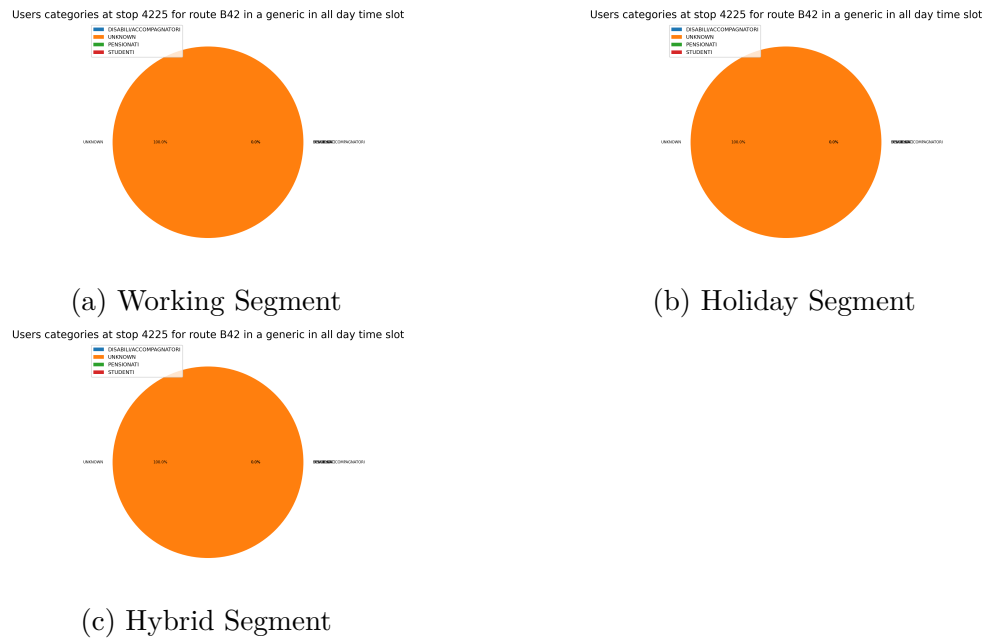 Users categories at stop 4225 for route B42 in a generic in all day time slot
DISABILI/ACCOMPAGNATORI
UNKNOWN
PENSIONATI
STUDENTI
UNKNOWN
100.0%
0.0%
(a) Working Segment
Users categories at stop 4225 for route B42 in a generic in all day time slot
DISABILI/ACCOMPAGNATORI
UNKNOWN
PENSIONATI
STUDENTI
UNKNOWN
100.0%
0.0%
(b) Holiday Segment
Users categories at stop 4225 for route B42 in a generic in all day time slot
DISABILI/ACCOMPAGNATORI
UNKNOWN
PENSIONATI
STUDENTI
UNKNOWN
100.0%
0.0%
(c) Hybrid Segment